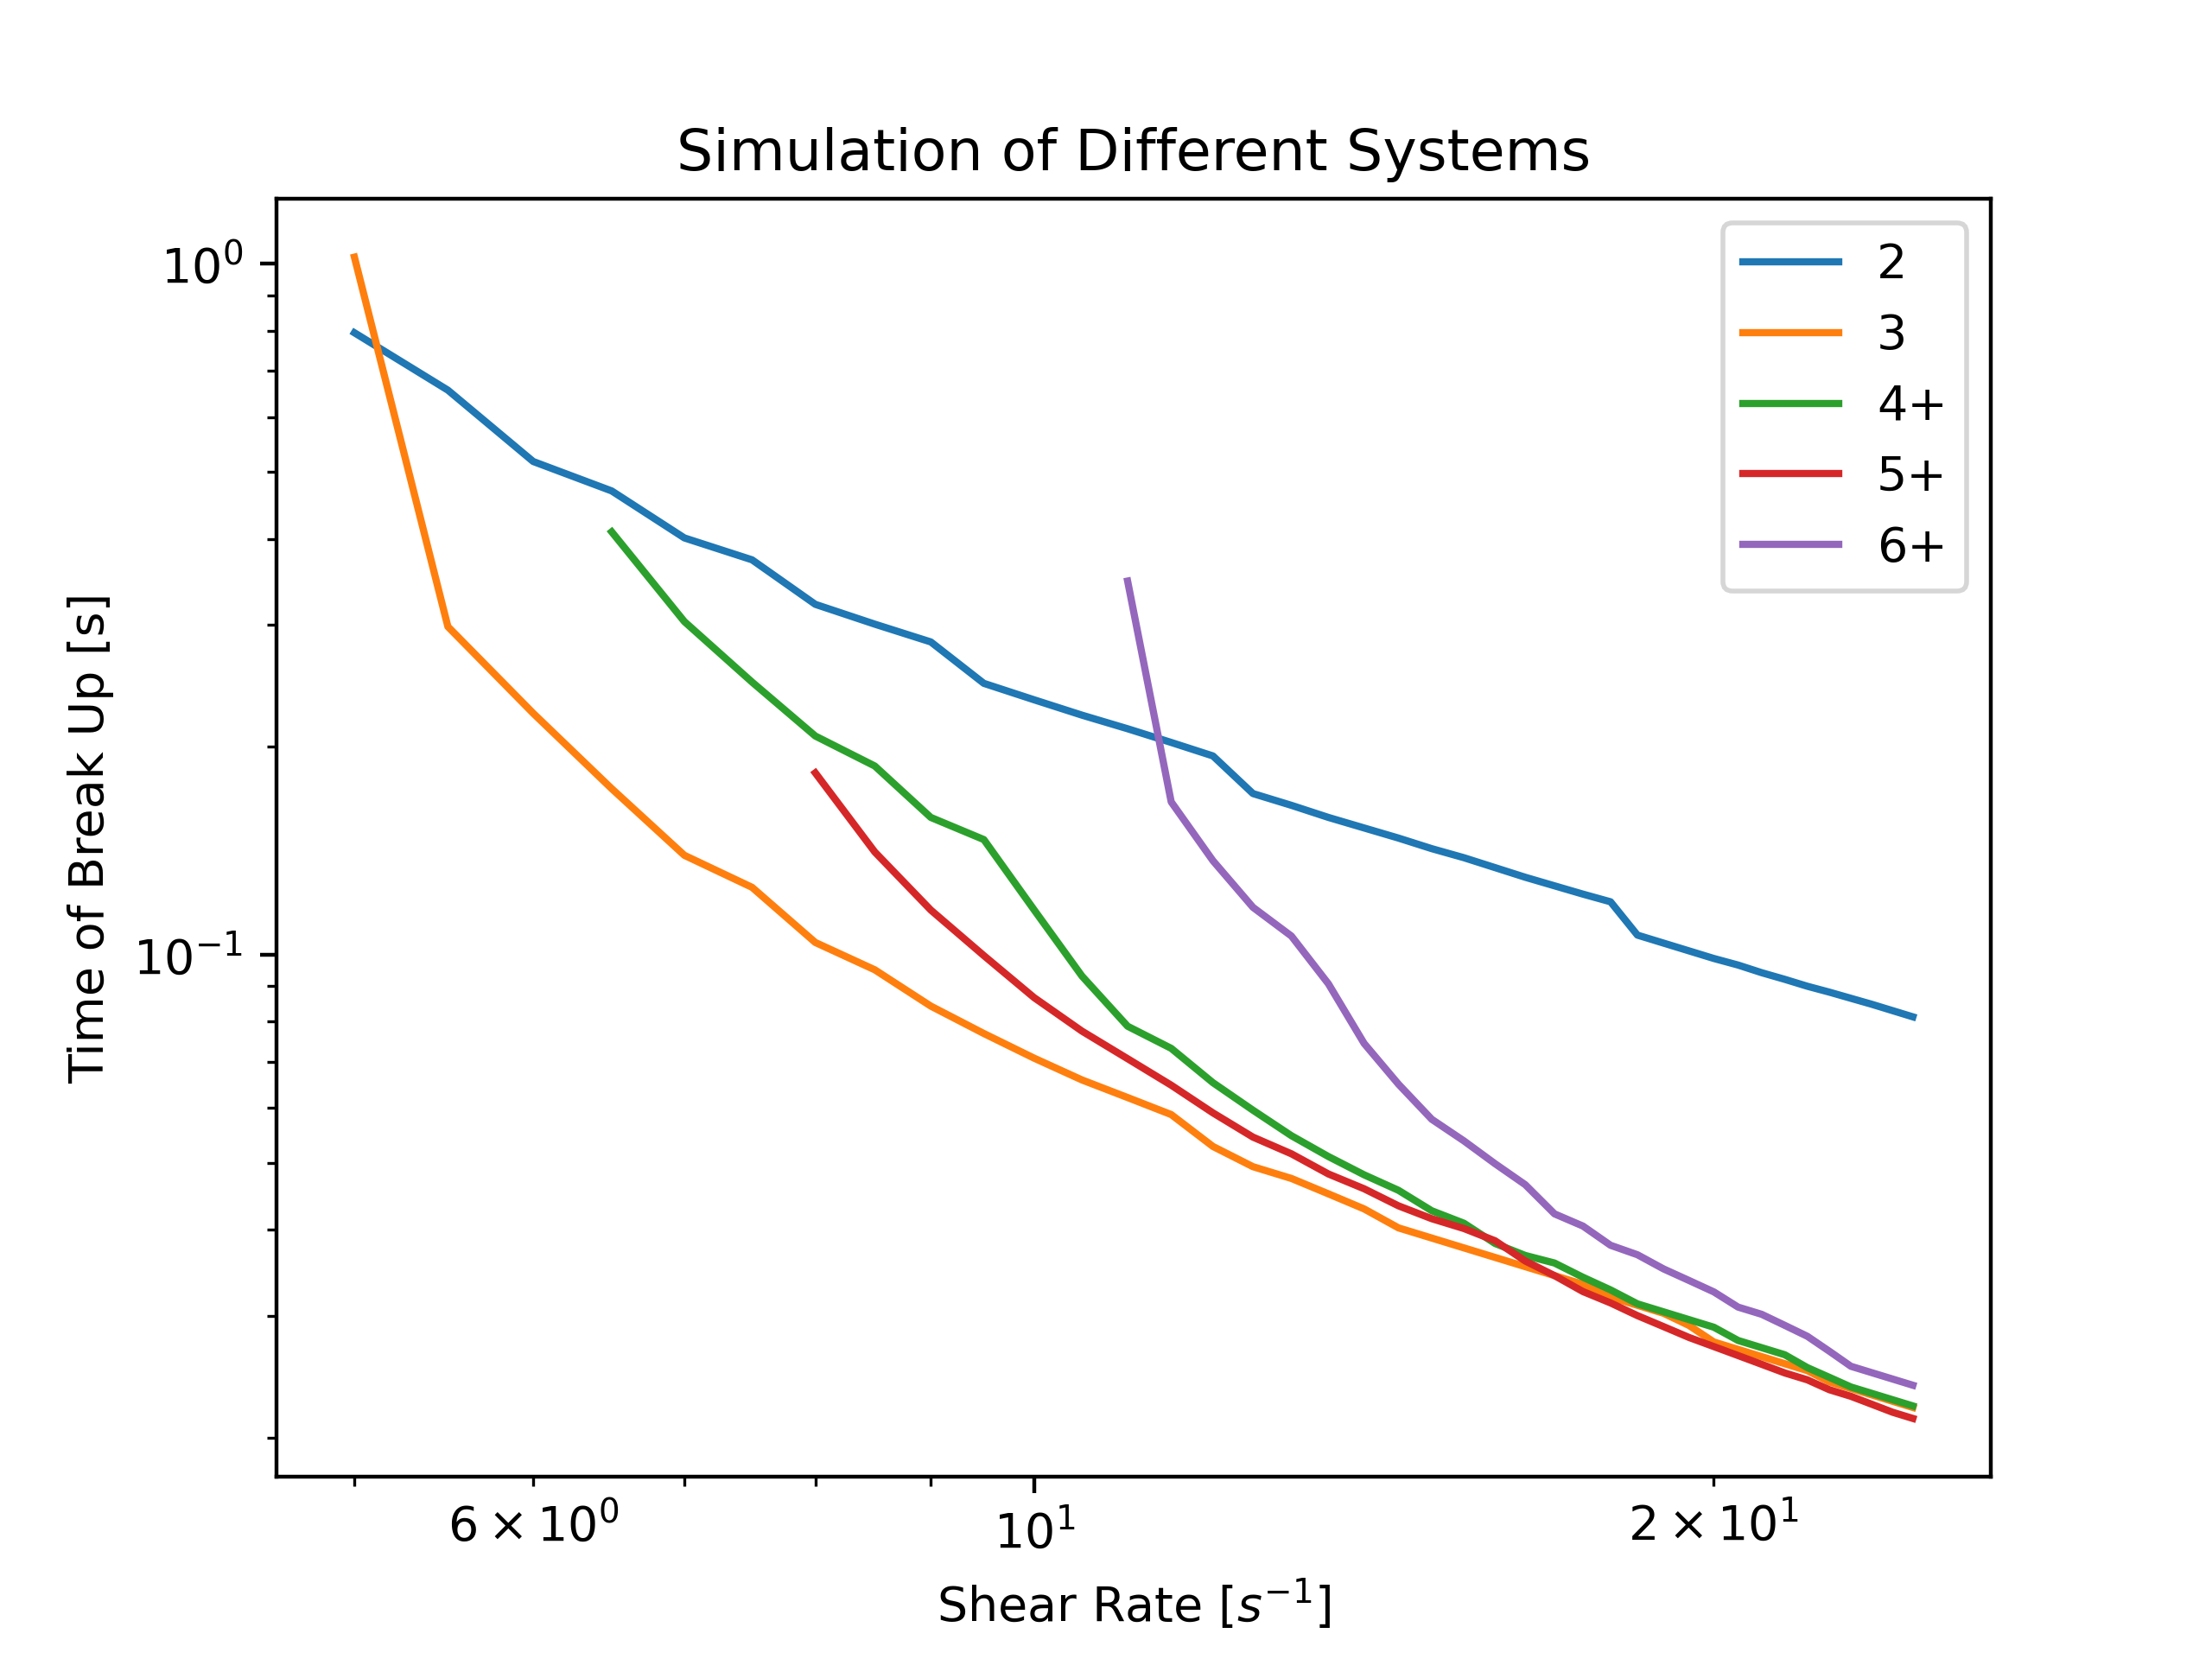 Simulation of Different Systems
10⁰
10⁻¹
Time of Break Up [s]
2
3
4+
5+
6+
6 × 10⁰
10¹
2 × 10¹
Shear Rate [s⁻¹]